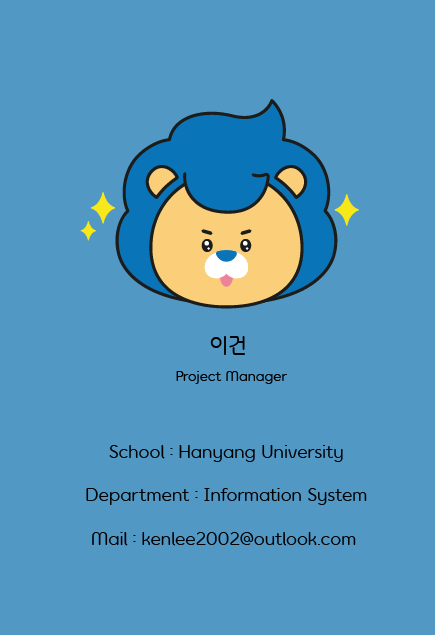 이건
Project Manager
School : Hanyang University
Department : Information System
Mail : kenlee2002@outlook.com